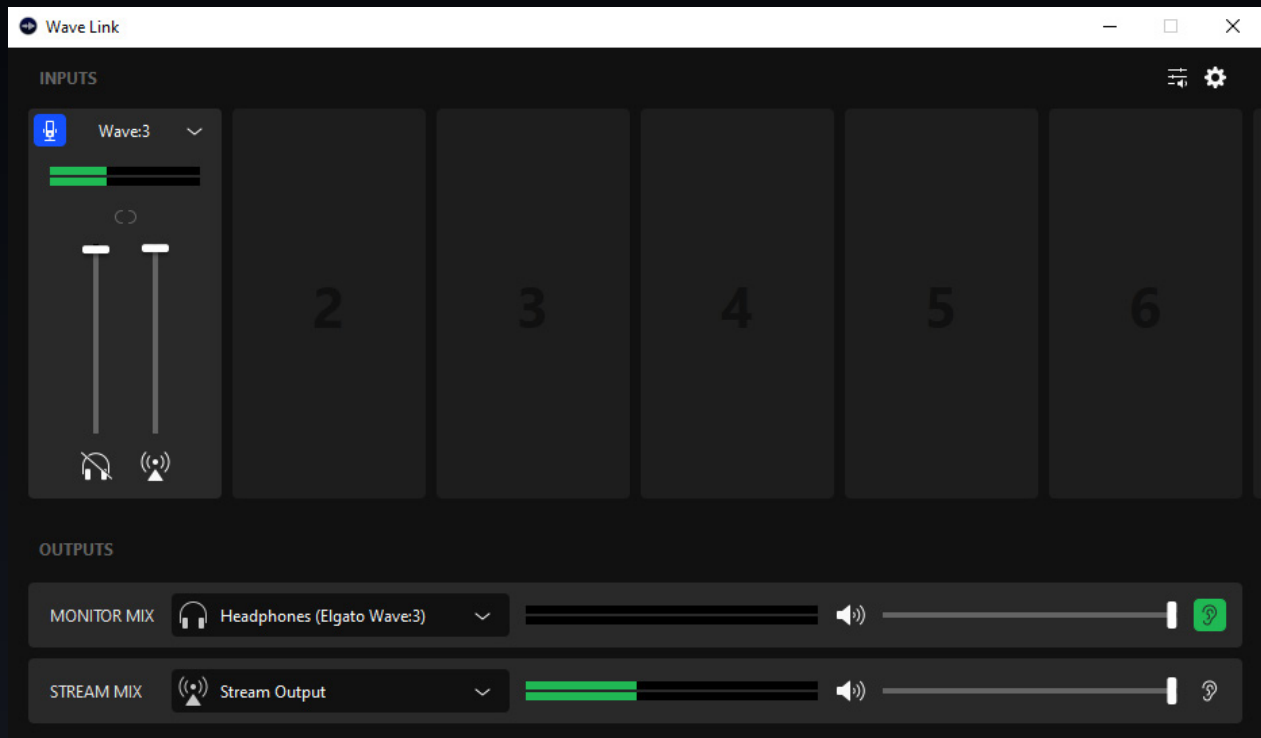 Wave Link
INPUTS
Wave:3
2
3
4
5
6
OUTPUTS
MONITOR MIX Headphones (Elgato Wave:3)
STREAM MIX Stream Output